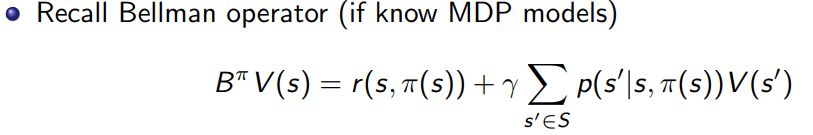 Recall Bellman operator (if know MDP models)
B^π V(s) = r(s, π(s)) + γ ∑_{s′∈S} p(s′|s, π(s))V(s′)